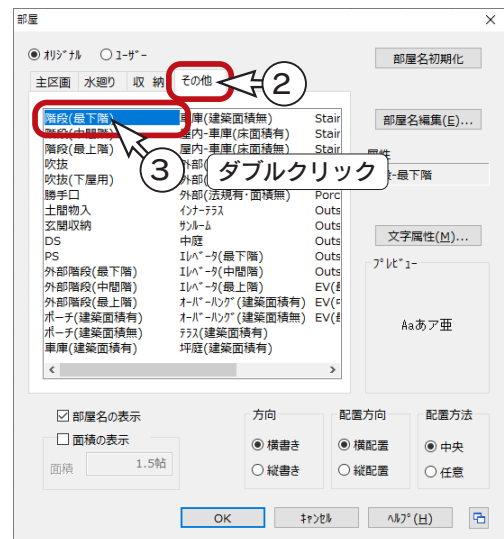 部屋
オリジナル ユーザー
部屋名初期化
主区画 水廻り 収 納 その他
②
階段(最下階) 車庫(建築面積無) Stair
屋内-車庫(床面積有) Stair
階段(最上階) 屋内-車庫(床面積無) Stair
吹抜
吹抜(下屋用)
勝手口 外部(法規有・面積無) Porc
土間物入 インナーテラス Outs
玄関収納 サンルーム Outs
DS 中庭 Outs
PS エレベータ(最下階) Outs
外部階段(最下階) エレベータ(中間階) Outs
外部階段(中間階) エレベータ(最上階) EV(
外部階段(最上階) オーバーハング(建築面積有) EV(
ポーチ(建築面積有) オーバーハング(建築面積無) EV(
ポーチ(建築面積無) テラス(建築面積有)
車庫(建築面積有) 坪庭(建築面積有)
③ ダブルクリック
部屋名編集(E)...
-最下階
文字属性(M)...
プレビュー
Aaあア亜
部屋名の表示
面積の表示
面積 1.5帖
方向
横書き
縦書き
配置方向
横配置
縦配置
配置方法
中央
任意
OK キャンセル ヘルプ(H)